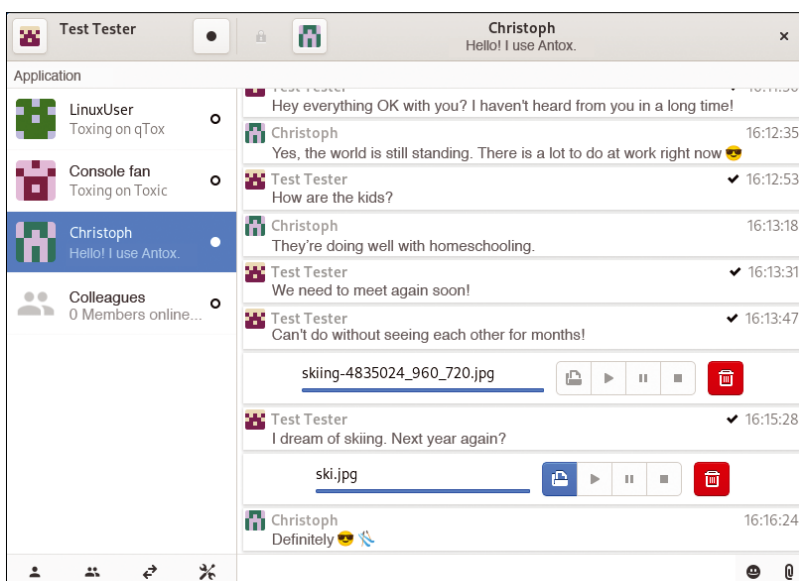 Test Tester
Christoph
Hello! I use Antox.
Application
LinuxUser
Toxing on qTox
Console fan
Toxing on Toxic
Christoph
Hello! I use Antox.
Colleagues
0 Members online...
Test Tester
Hey everything OK with you? I haven't heard from you in a long time!
Christoph 16:12:35
Yes, the world is still standing. There is a lot to do at work right now 😎
Test Tester ✔ 16:12:53
How are the kids?
Christoph 16:13:18
They're doing well with homeschooling.
Test Tester ✔ 16:13:31
We need to meet again soon!
Test Tester ✔ 16:13:47
Can't do without seeing each other for months!
skiing-4835024_960_720.jpg
Test Tester ✔ 16:15:28
I dream of skiing. Next year again?
ski.jpg
Christoph 16:16:24
Definitely 😎